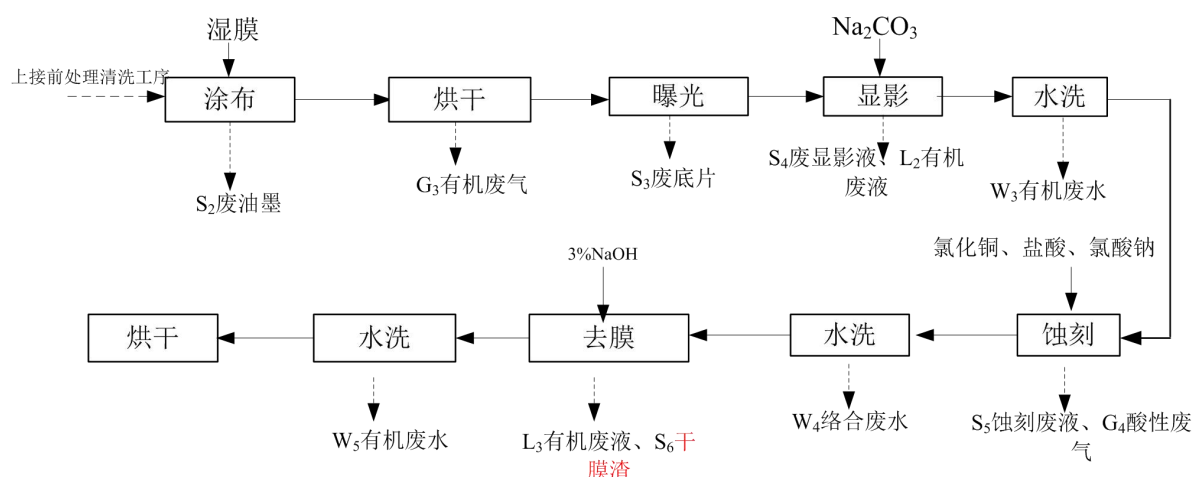 湿膜
Na₂CO₃
上接前处理清洗工序
涂布
烘干
曝光
显影
水洗
S₂废油墨
G₃有机废气
S₃废底片
S₄废显影液、L₂有机
废液
W₃有机废水
氯化铜、盐酸、氯酸钠
3%NaOH
烘干
水洗
去膜
水洗
蚀刻
W₅有机废水
L₃有机废液、S₆干
膜渣
W₄络合废水
S₅蚀刻废液、G₄酸性废
气